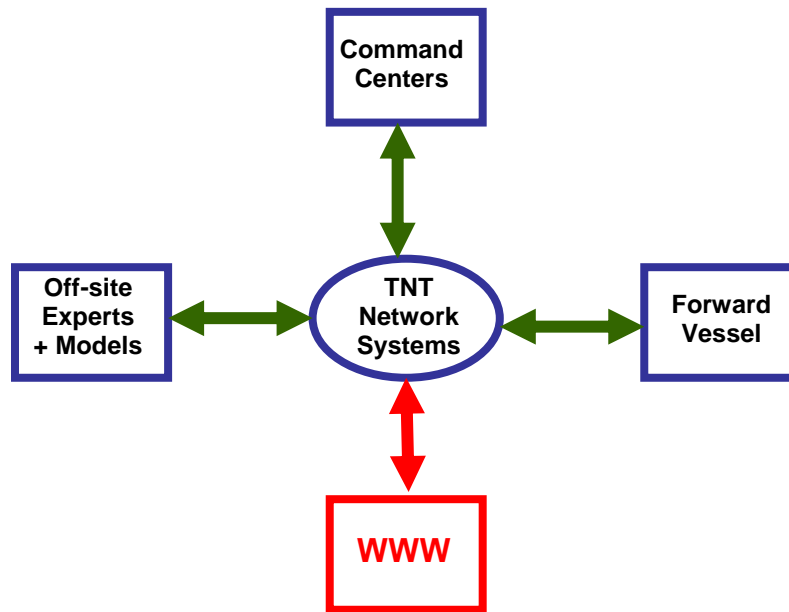 Command
Centers
Off-site
Experts
+ Models
TNT
Network
Systems
Forward
Vessel
WWW